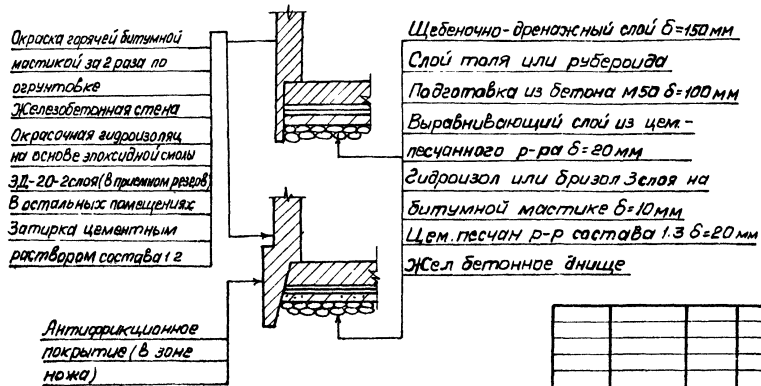 Окраска горячей битумной
мастикой за 2 раза по
огрунтовке
Железобетонная стена
Окрасочная гидроизоляц
на основе эпоксидной смолы
ЭД-20-2слоя (в приемном резерв)
В остальных помещениях
Затирка цементным
раствором состава 1 2
Антифрикционное
покрытие (в зоне
ножа)
Щебеночно-дренажный слой δ=150мм
Слой толя или рубероида
Подготовка из бетона М50 δ=100мм
Выравнивающий слой из цем.-
песчанного р-ра δ=20мм
Гидроизол или бризол 3слоя на
битумной мастике δ=10мм
Цем. песчан р-р состава 1.3 δ=20мм
Жел бетонное днище